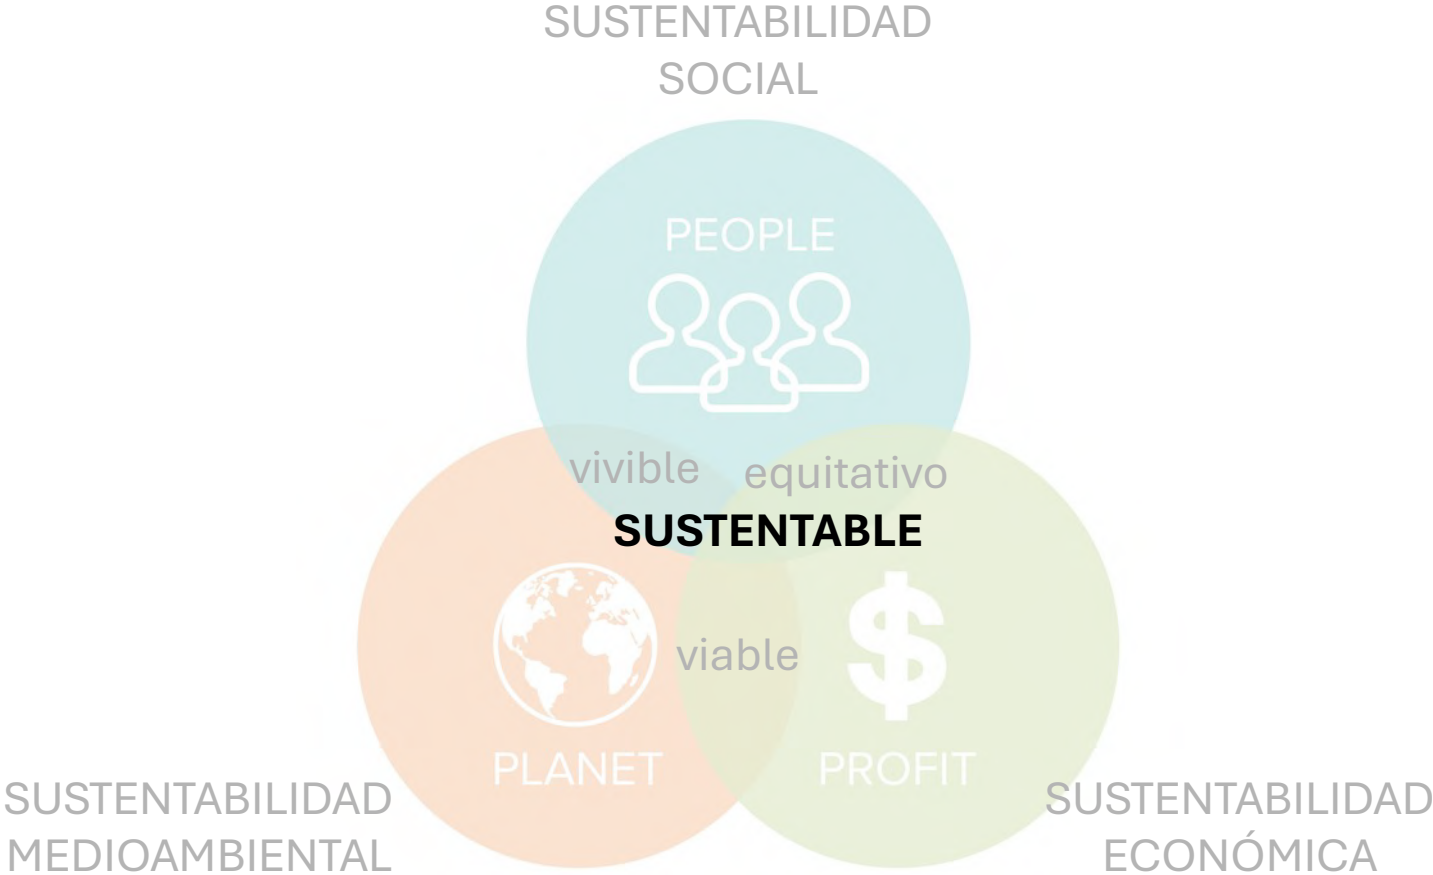 SUSTENTABILIDAD
SOCIAL
PEOPLE
vivible equitativo
SUSTENTABLE
viable
$
PLANET PROFIT
SUSTENTABILIDAD
MEDIOAMBIENTAL
SUSTENTABILIDAD
ECONÓMICA